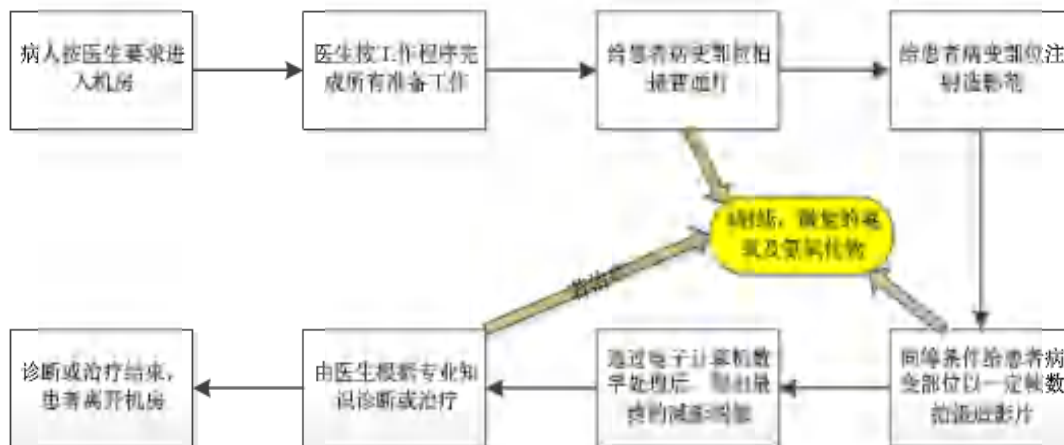 病人按医生要求进
入机房
医生按工作程序完
成所有准备工作
给患者病变部位拍
摄普通片
给患者病变部位注
射造影剂
X射线，微量的臭
氧及氮氧化物
若治疗
诊断或治疗结束，
患者离开机房
由医生根据专业知
识诊断或治疗
通过电子计算机数
字处理后，
的减影图像
同等条件给患者病
变部位以一定帧数
拍造影片